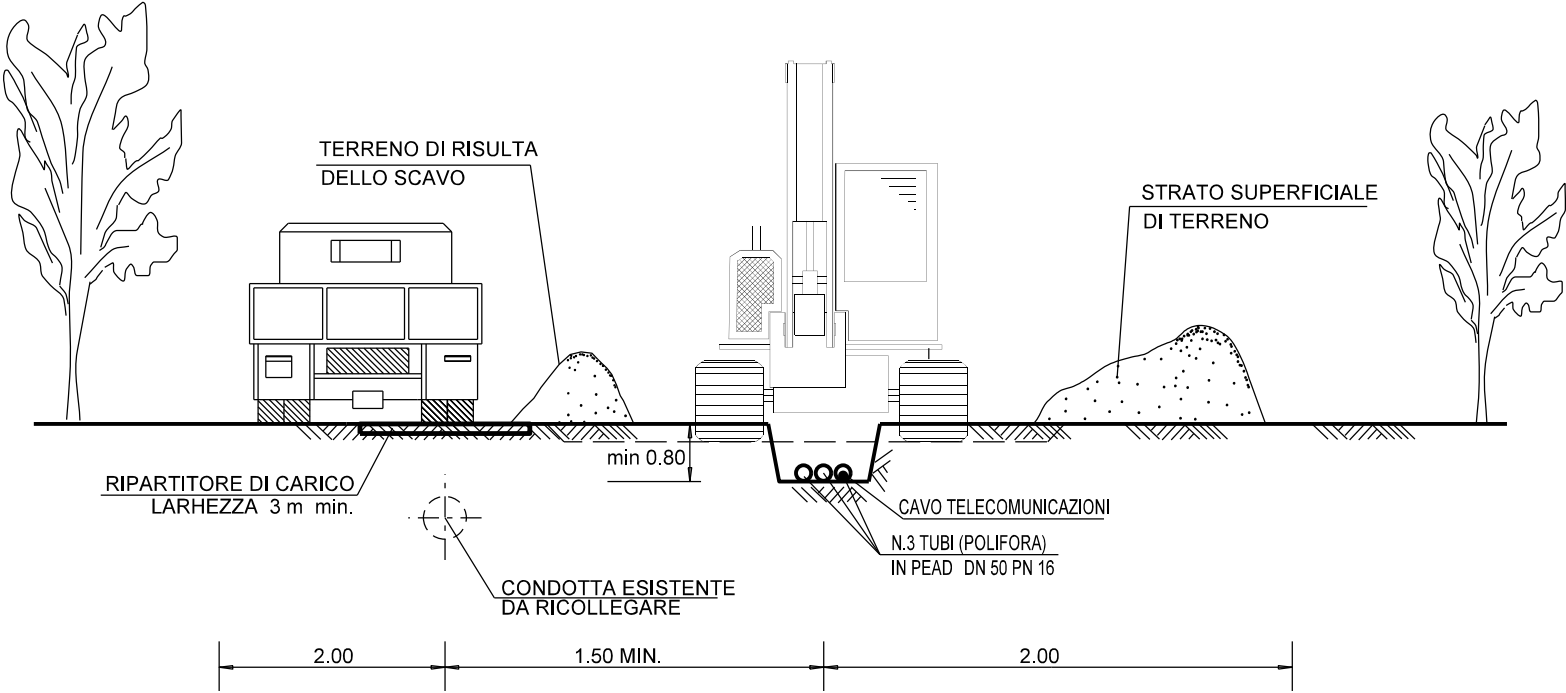 TERRENO DI RISULTA
DELLO SCAVO
STRATO SUPERFICIALE
DI TERRENO
min 0.80
RIPARTITORE DI CARICO
LARHEZZA 3 m min.
CAVO TELECOMUNICAZIONI
N.3 TUBI (POLIFORA)
IN PEAD DN 50 PN 16
CONDOTTA ESISTENTE
DA RICOLLEGARE
2.00
1.50 MIN.
2.00